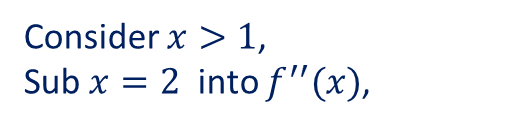 Consider x > 1,
Sub x = 2 into f′′(x),